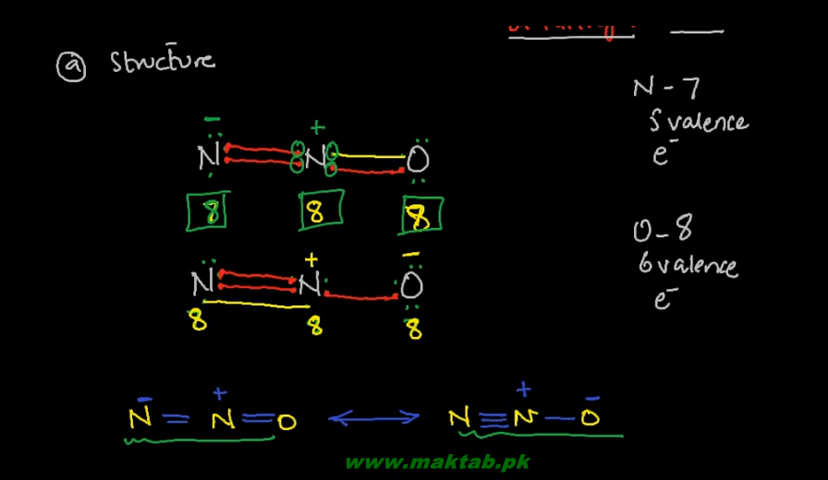 ⓐ Structure
N - 7
5 valence
e⁻
N⁻ N⁺ O
8 8 8
O - 8
6 valence
e⁻
N N⁺ O⁻
8 8 8
N⁻ = N⁺ = O ⟷ N ≡ N⁺ — O⁻
www.maktab.pk